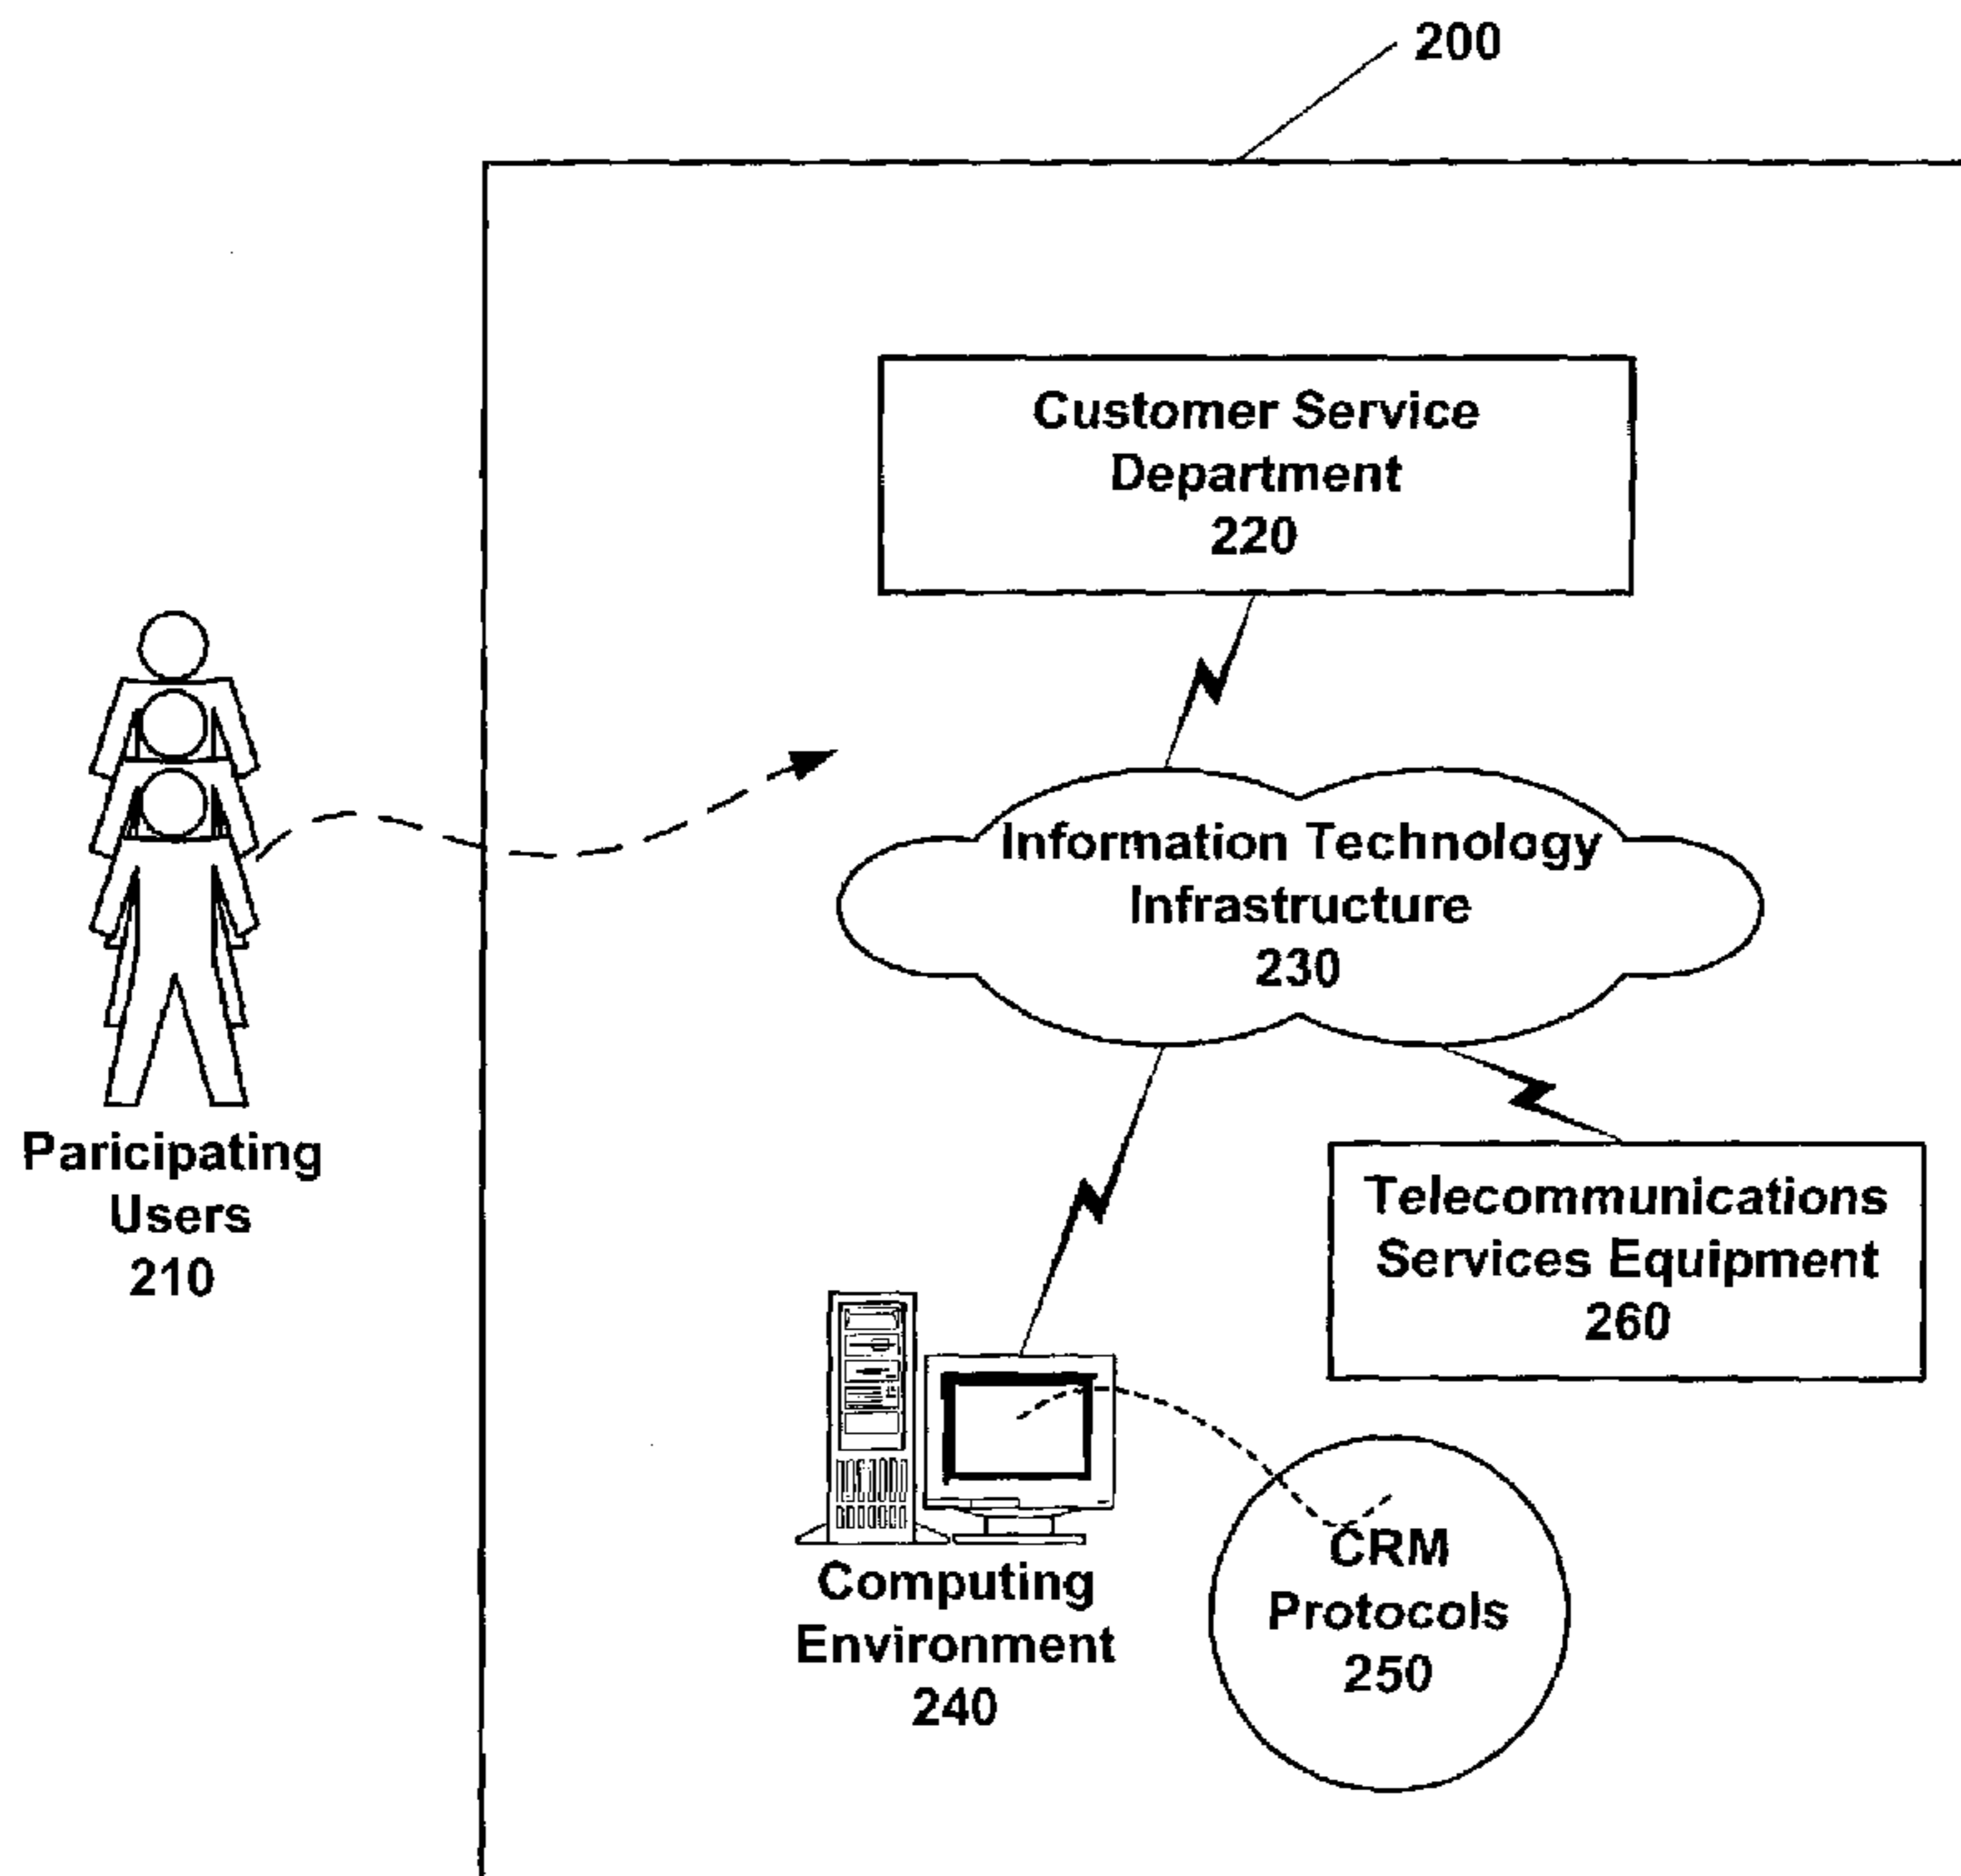 200
Customer Service
Department
220
Information Technology
Infrastructure
230
Paricipating
Users
210
Telecommunications
Services Equipment
260
Computing
Environment
240
CRM
Protocols
250